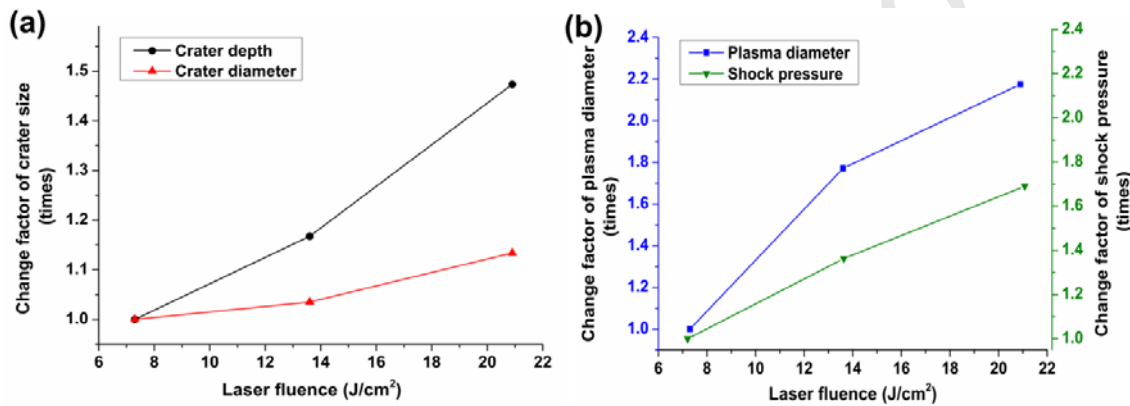 (a)
Crater depth
Crater diameter
Change factor of crater size
(times)
1.5
1.4
1.3
1.2
1.1
1.0
6 8 10 12 14 16 18 20 22
Laser fluence (J/cm²)
(b)
Plasma diameter
Shock pressure
Change factor of plasma diameter
(times)
2.4
2.2
2.0
1.8
1.6
1.4
1.2
1.0
6 8 10 12 14 16 18 20 22
Laser fluence (J/cm²)
2.4
2.2
2.0
1.8
1.6
1.4
1.2
1.0
Change factor of shock pressure
(times)